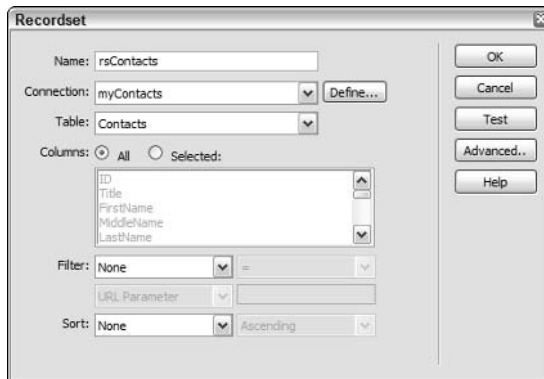 Recordset
Name: rsContacts
OK
Connection: myContacts Define...
Cancel
Table: Contacts
Test
Columns: All Selected:
Advanced..
ID
Title
FirstName
MiddleName
LastName
Help
Filter: None =
URL Parameter
Sort: None Ascending